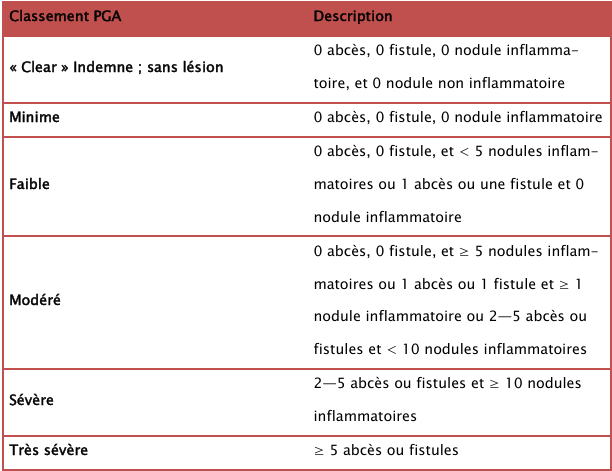 Classement PGA Description
« Clear » Indemne ; sans lésion 0 abcès, 0 fistule, 0 nodule inflamma-
toire, et 0 nodule non inflammatoire
Minime 0 abcès, 0 fistule, 0 nodule inflammatoire
Faible 0 abcès, 0 fistule, et < 5 nodules inflam-
matoires ou 1 abcès ou une fistule et 0
nodule inflammatoire
Modéré 0 abcès, 0 fistule, et ≥ 5 nodules inflam-
matoires ou 1 abcès ou 1 fistule et ≥ 1
nodule inflammatoire ou 2—5 abcès ou
fistules et < 10 nodules inflammatoires
Sévère 2—5 abcès ou fistules et ≥ 10 nodules
inflammatoires
Très sévère ≥ 5 abcès ou fistules